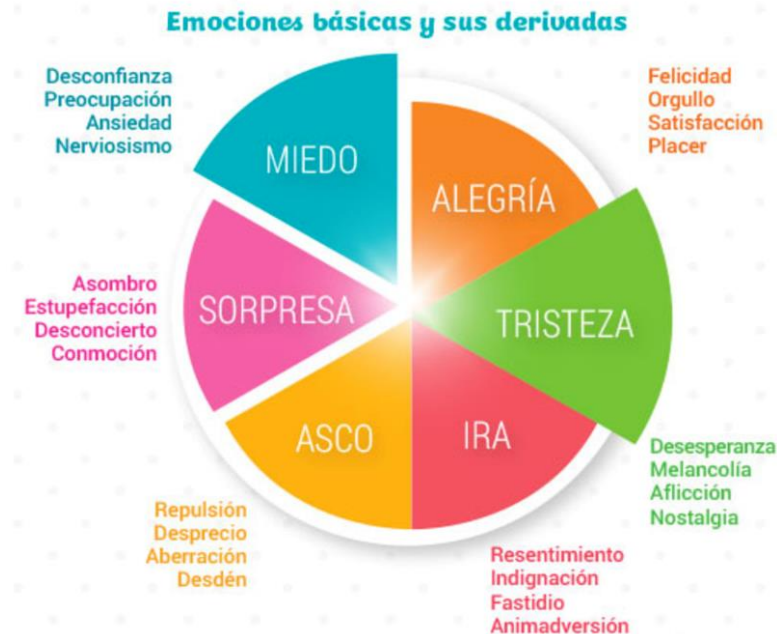 Emociones básicas y sus derivadas
Desconfianza
Preocupación
Ansiedad
Nerviosismo
MIEDO
Felicidad
Orgullo
Satisfacción
Placer
ALEGRÍA
Asombro
Estupefacción
Desconcierto
Conmoción
SORPRESA
TRISTEZA
Desesperanza
Melancolía
Aflicción
Nostalgia
ASCO
Repulsión
Desprecio
Aberración
Desdén
IRA
Resentimiento
Indignación
Fastidio
Animadversión